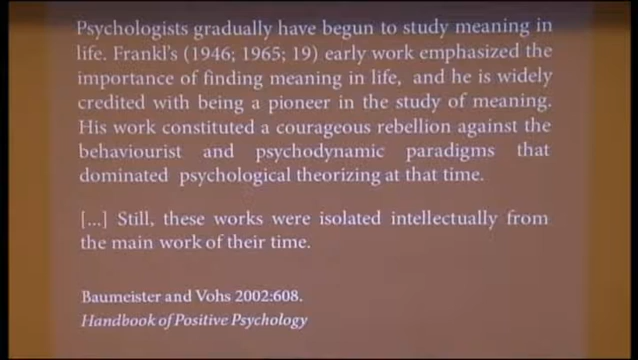 Psychologists gradually have begun to study meaning in
life. Frankl's (1946; 1965; 19) early work emphasized the
importance of finding meaning in life, and he is widely
credited with being a pioneer in the study of meaning.
His work constituted a courageous rebellion against the
behaviourist and psychodynamic paradigms that
dominated psychological theorizing at that time.
[...] Still, these works were isolated intellectually from
the main work of their time.
Baumeister and Vohs 2002:608.
Handbook of Positive Psychology